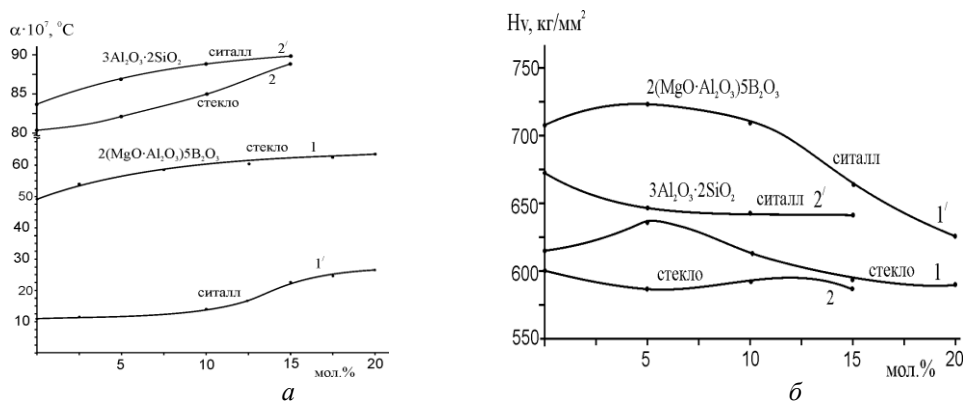 α·10⁷, °C
90
85
80
60
50
40
30
20
10
3Al₂O₃·2SiO₂
ситалл
2′
2
стекло
2(MgO·Al₂O₃)5B₂O₃
стекло
1
ситалл
1′
5
10
15
20
мол.%
а
Hv, кг/мм²
750
700
650
600
550
2(MgO·Al₂O₃)5B₂O₃
ситалл
3Al₂O₃·2SiO₂
ситалл
2′
1′
стекло
стекло
1
2
5
10
15
20
мол.%
б